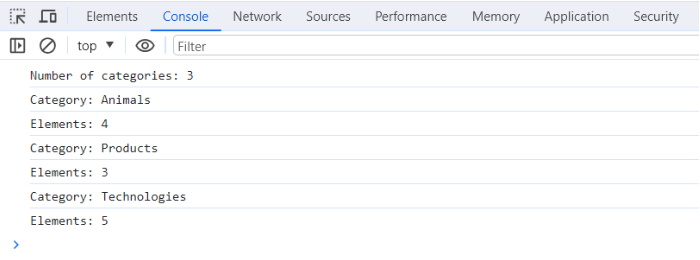 Elements Console Network Sources Performance Memory Application Security
top Filter
Number of categories: 3
Category: Animals
Elements: 4
Category: Products
Elements: 3
Category: Technologies
Elements: 5